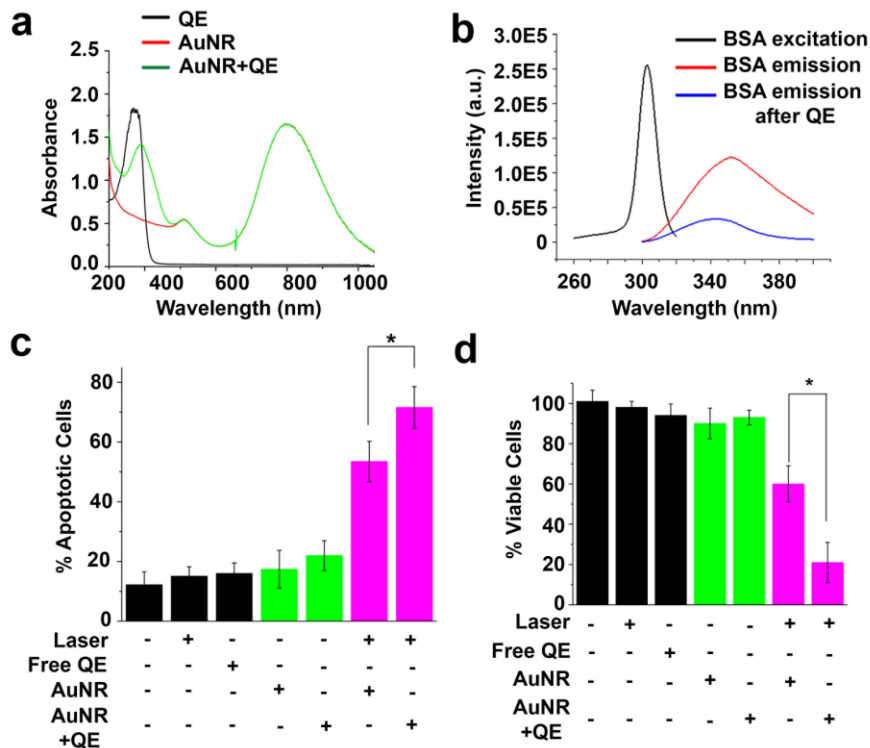 a
QE
AuNR
AuNR+QE
2.5
2.0
1.5
1.0
0.5
0.0
Absorbance
200 400 600 800 1000
Wavelength (nm)
b
BSA excitation
BSA emission
BSA emission
after QE
3.0E5
2.5E5
2.0E5
1.5E5
1.0E5
0.5E5
0
Intensity (a.u.)
260 300 340 380
Wavelength (nm)
c
*
80
60
40
20
0
% Apoptotic Cells
Laser - + - - - + +
Free QE - - + - - - -
AuNR - - - + - + -
AuNR
+QE - - - - + - +
d
*
100
80
60
40
20
0
% Viable Cells
Laser - + - - - + +
Free QE - - + - - - -
AuNR - - - + - + -
AuNR
+QE - - - - + - +